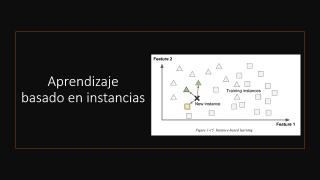 Aprendizaje
basado en instancias
Feature 2
Training instances
New instance
Feature 1
Figure 1-15. Instance-based learning